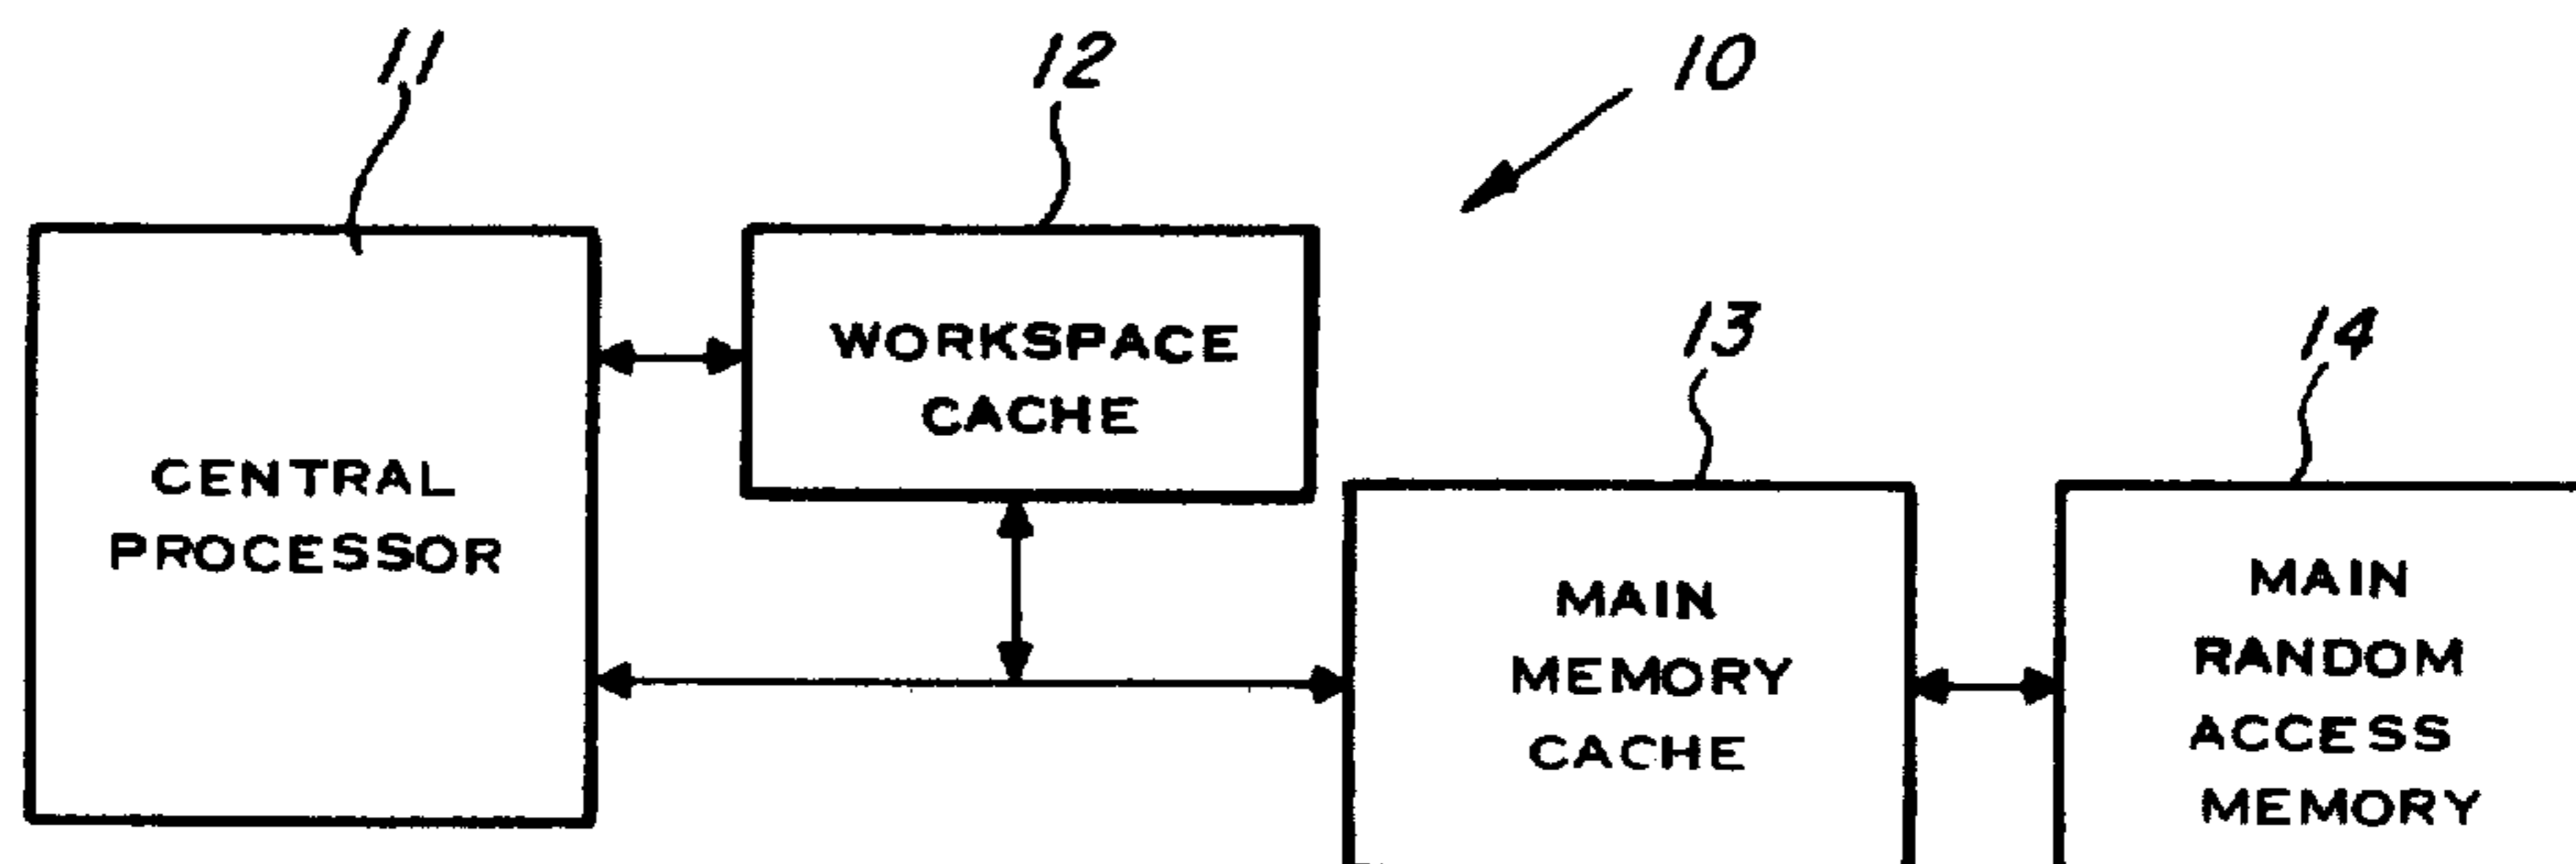 11
12
10
WORKSPACE
CACHE
13
14
CENTRAL
PROCESSOR
MAIN
MEMORY
CACHE
MAIN
RANDOM
ACCESS
MEMORY